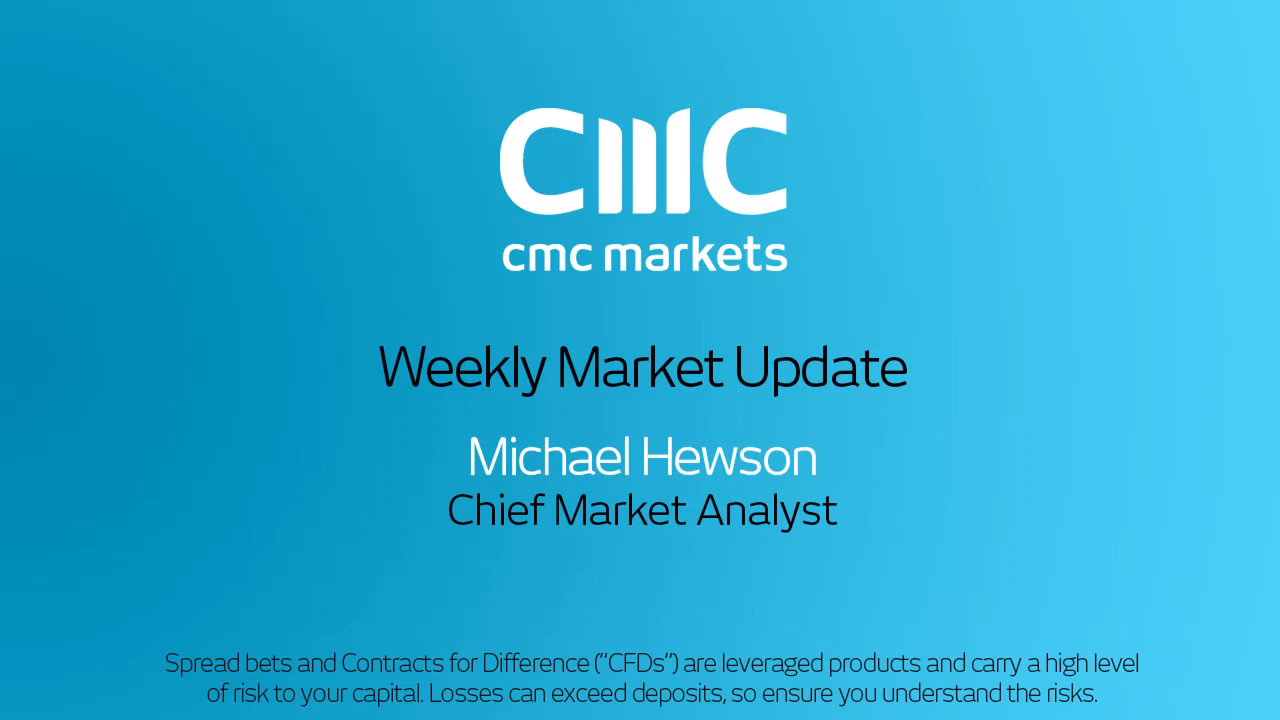 CMC
cmc markets
Weekly Market Update
Michael Hewson
Chief Market Analyst
Spread bets and Contracts for Difference (”CFDs”) are leveraged products and carry a high level
of risk to your capital. Losses can exceed deposits, so ensure you understand the risks.